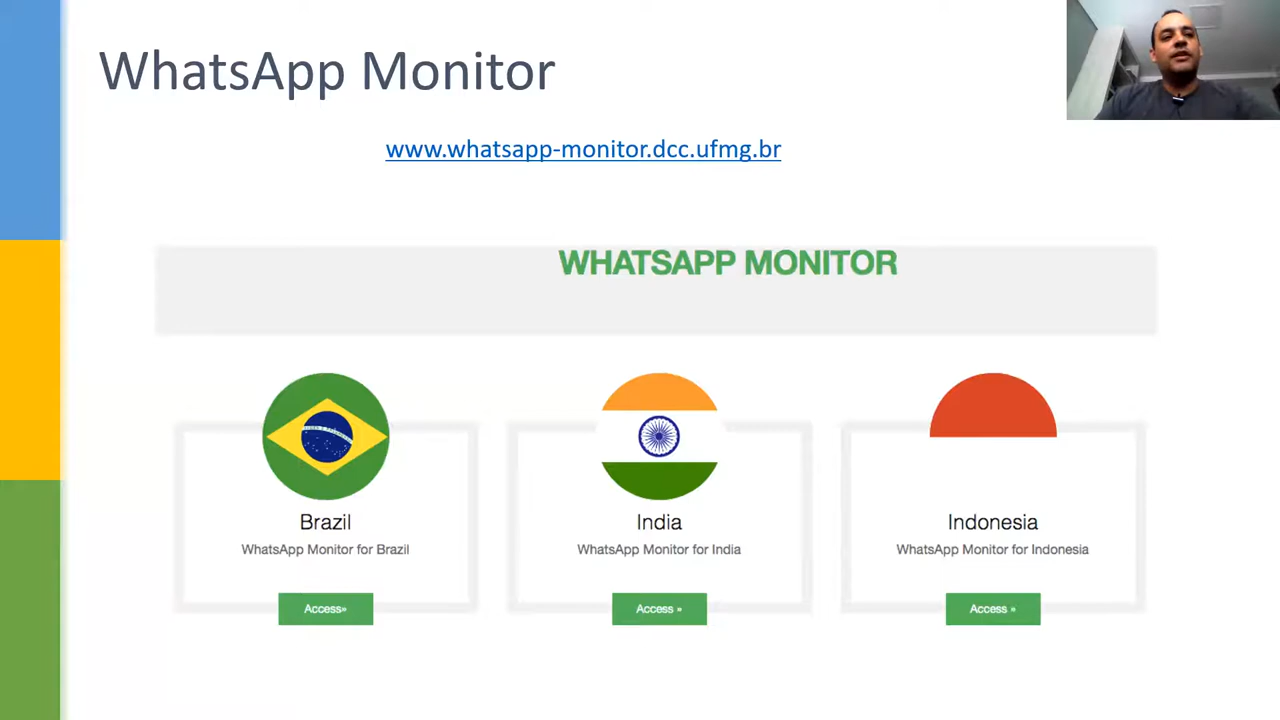 WhatsApp Monitor
www.whatsapp-monitor.dcc.ufmg.br
WHATSAPP MONITOR
Brazil
WhatsApp Monitor for Brazil
Access»
India
WhatsApp Monitor for India
Access »
Indonesia
WhatsApp Monitor for Indonesia
Access »